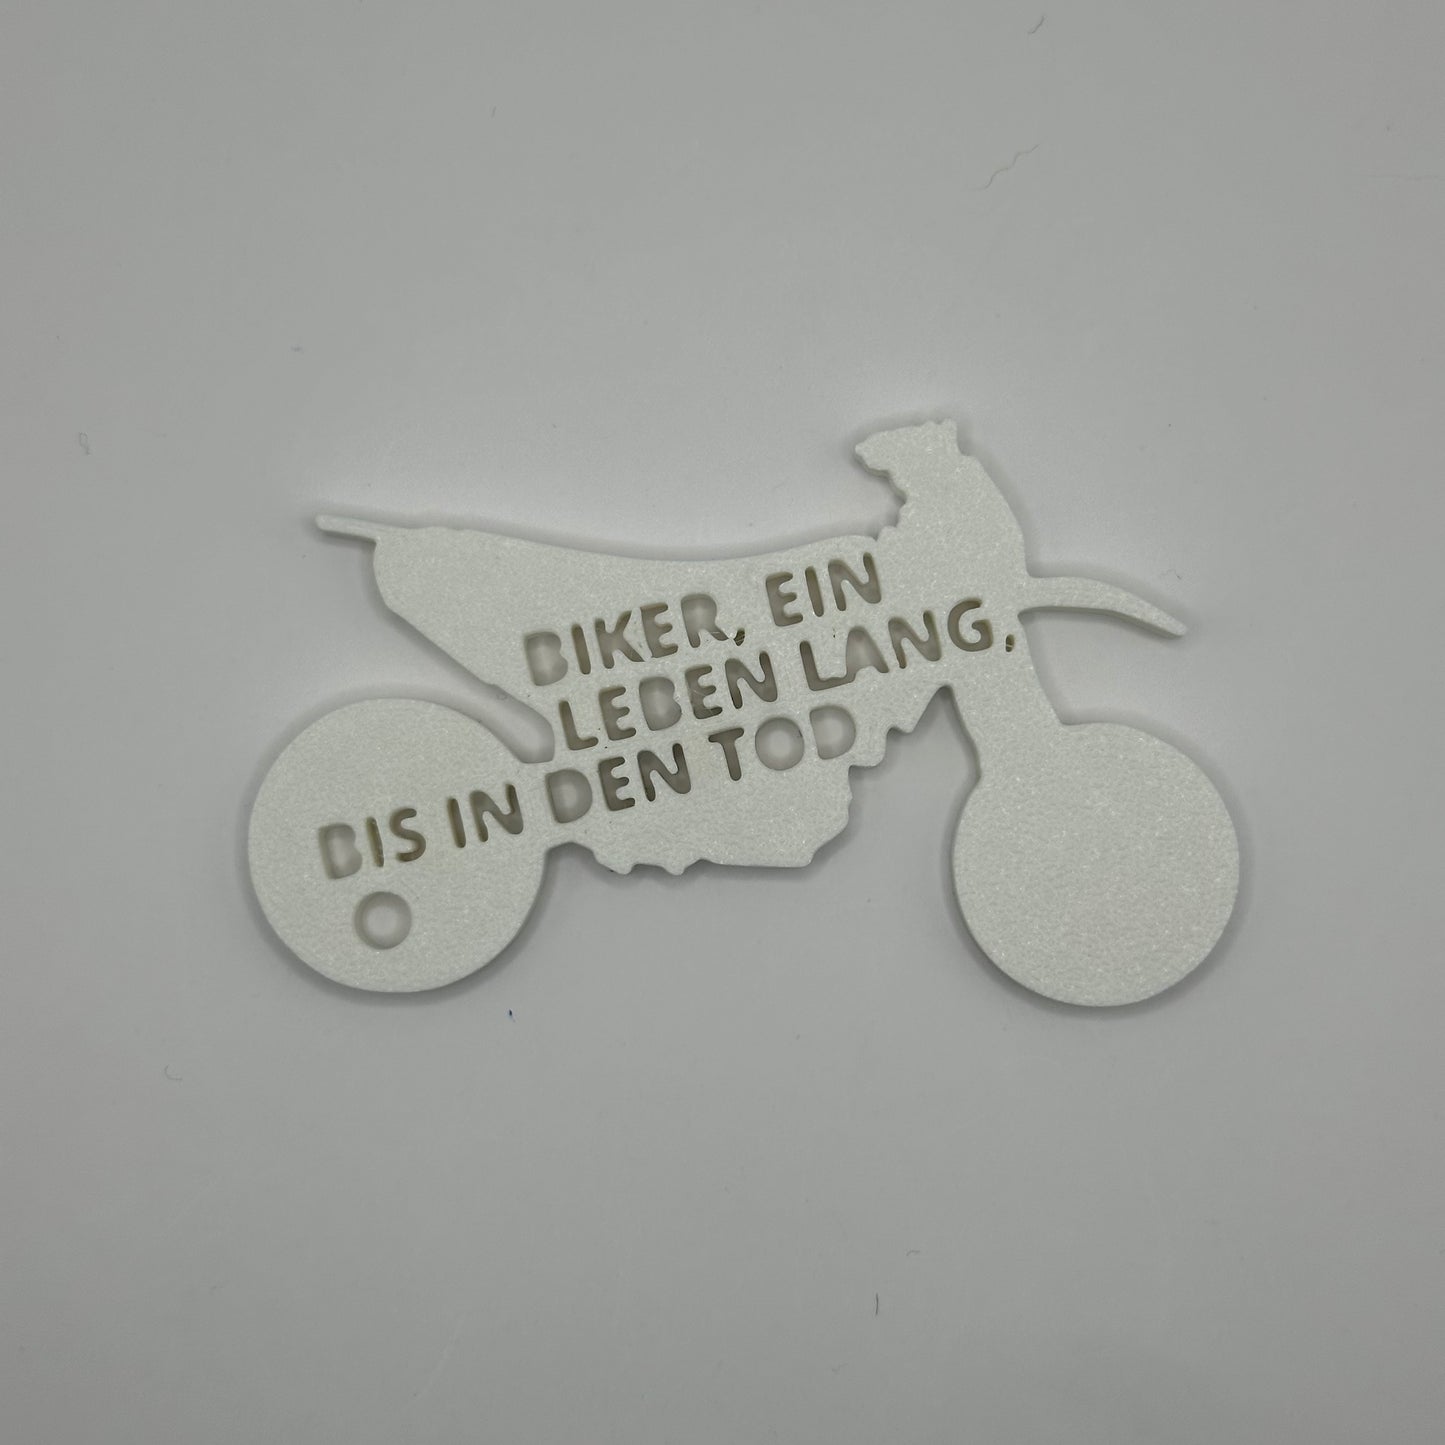 BIKER, EIN
LEBEN LANG,
BIS IN DEN TOD